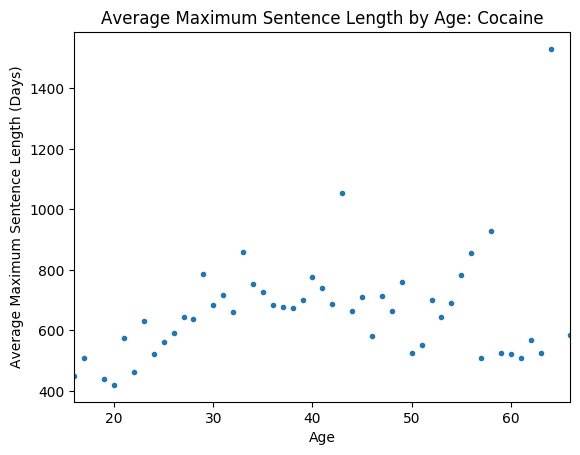 Average Maximum Sentence Length by Age: Cocaine
Average Maximum Sentence Length (Days)
1400
1200
1000
800
600
400
20 30 40 50 60
Age